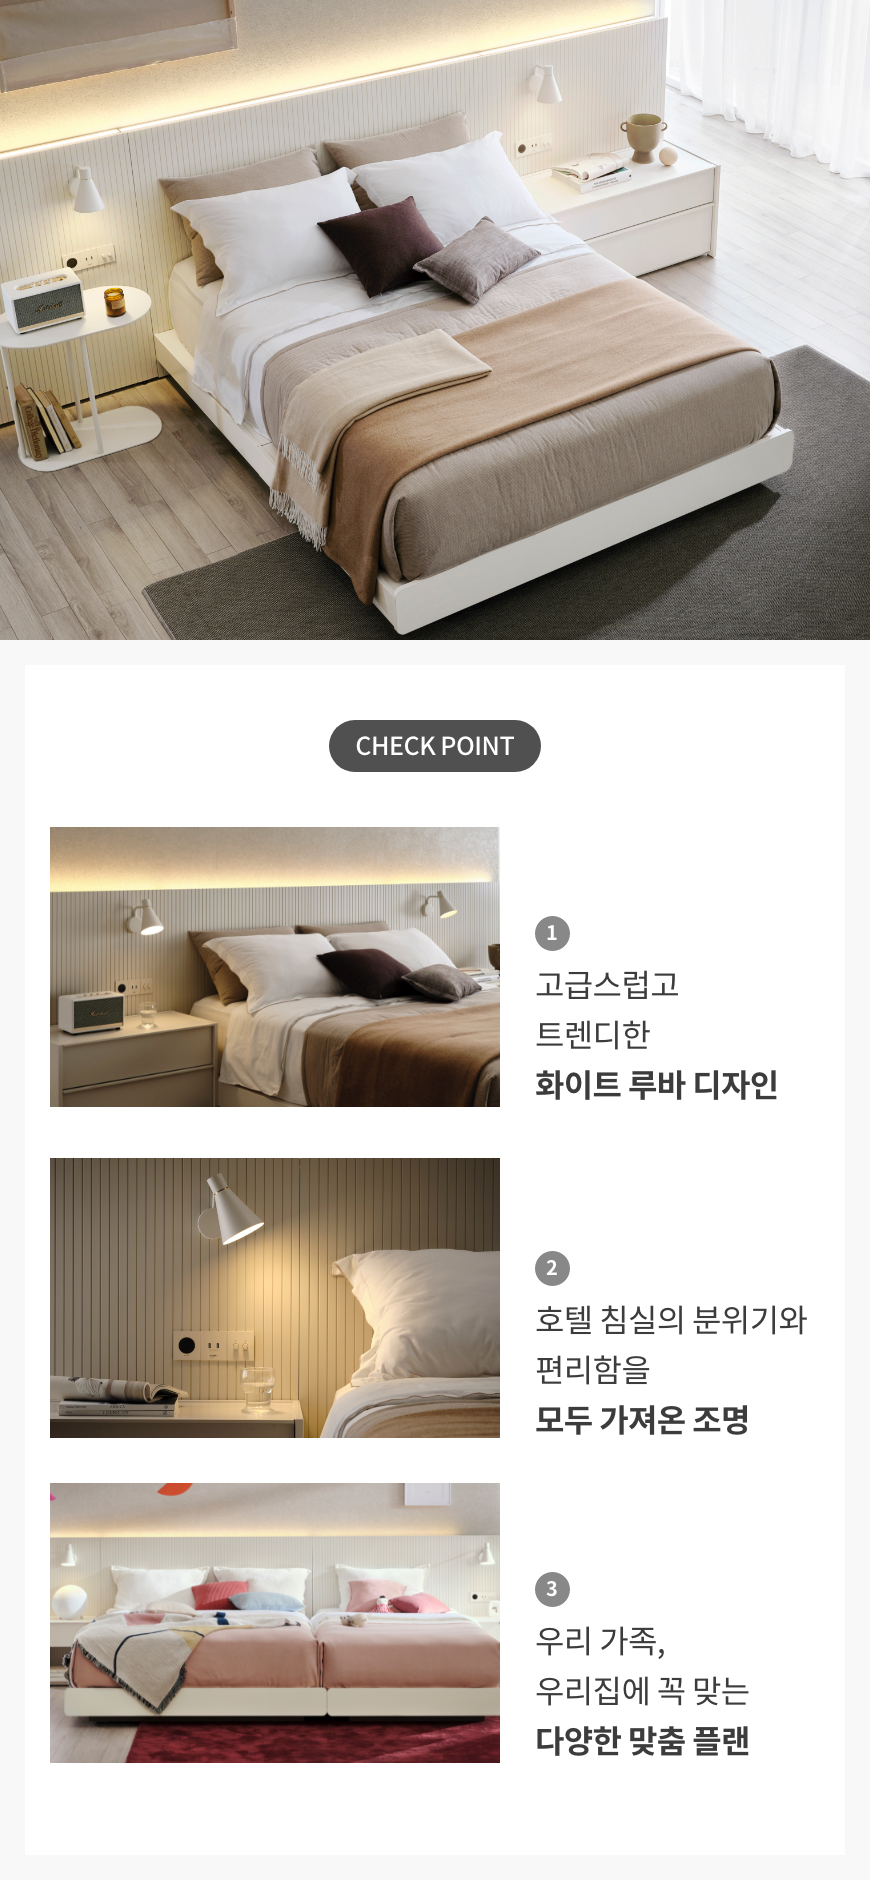 CHECK POINT
1
고급스럽고
트렌디한
화이트 루바 디자인
2
호텔 침실의 분위기와
편리함을
모두 가져온 조명
3
우리 가족,
우리집에 꼭 맞는
다양한 맞춤 플랜